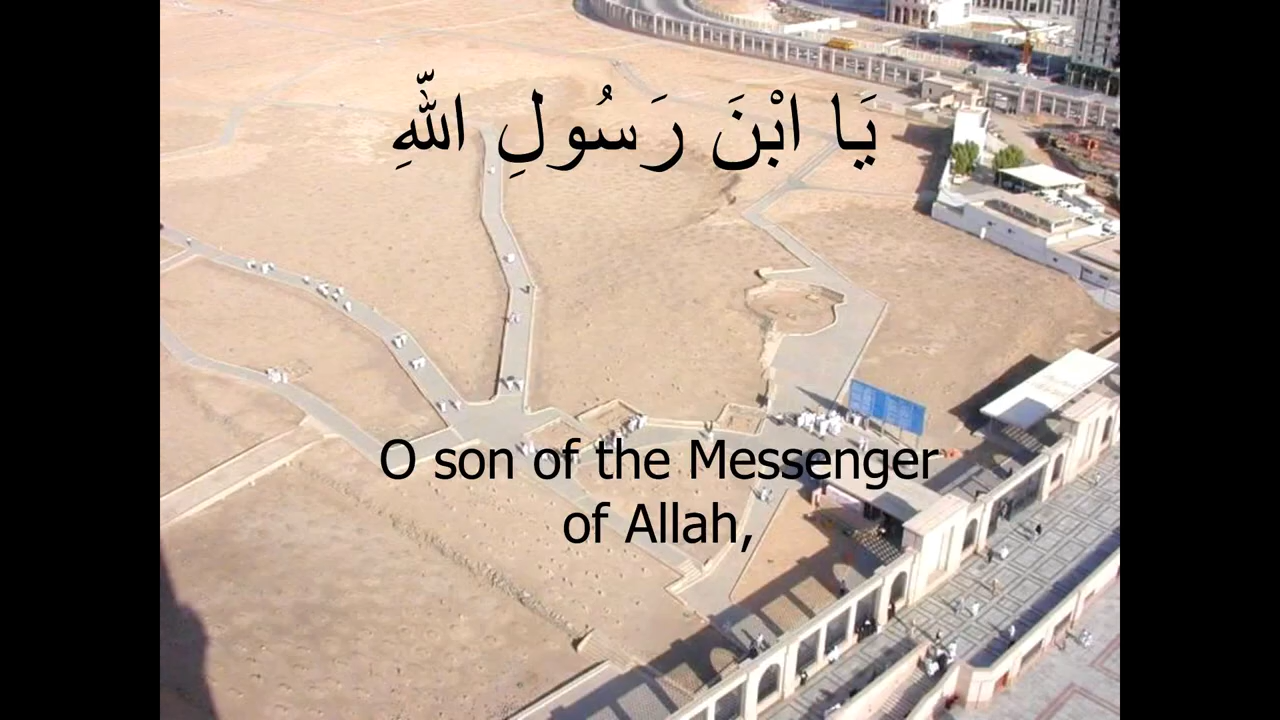 يَا ابْنَ رَسُولِ اللّهِ
O son of the Messenger
of Allah,